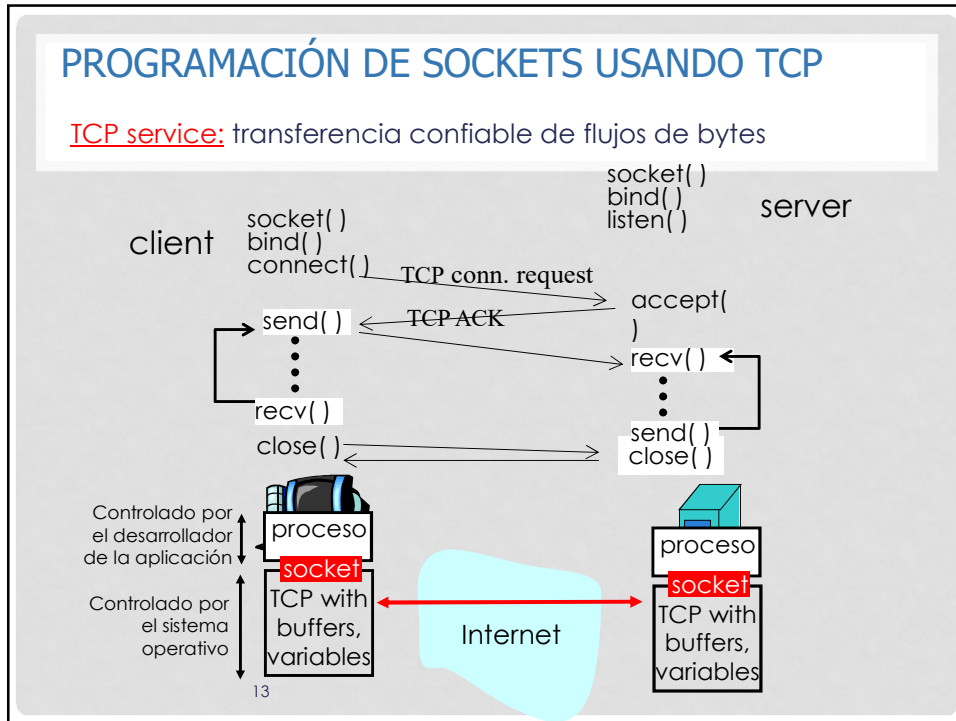 PROGRAMACIÓN DE SOCKETS USANDO TCP
TCP service: transferencia confiable de flujos de bytes
client
socket( )
bind( )
connect( )
socket( )
bind( )
listen( )
server
TCP conn. request
accept(
)
send( )
TCP ACK
recv( )
recv( )
send( )
close( )
close( )
Controlado por
el desarrollador
de la aplicación
proceso
socket
Controlado por
el sistema
operativo
TCP with
buffers,
variables
Internet
proceso
socket
TCP with
buffers,
variables
13